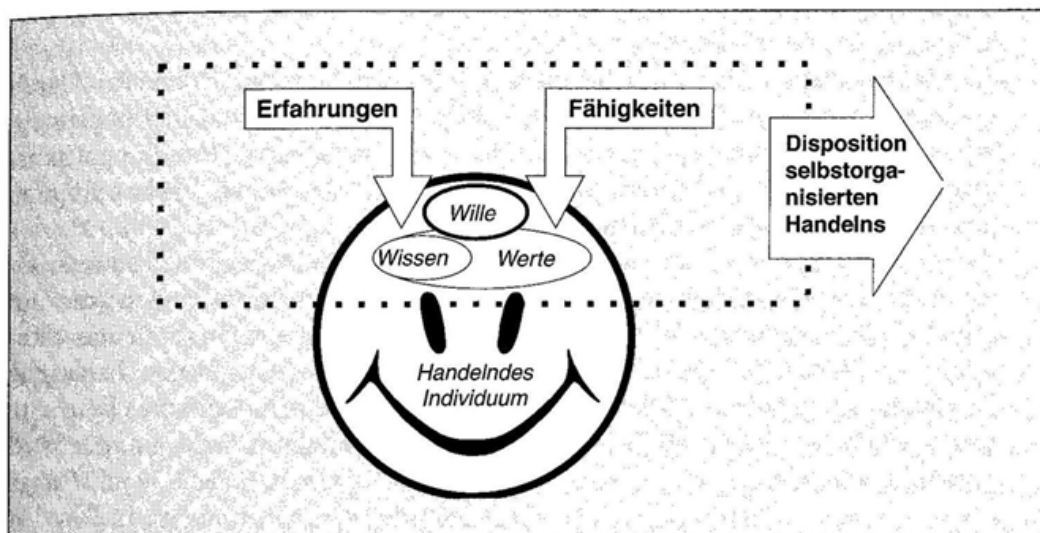 Erfahrungen
Fähigkeiten
Disposition
selbstorga-
nisierten
Handelns
Wille
Wissen
Werte
Handelndes
Individuum